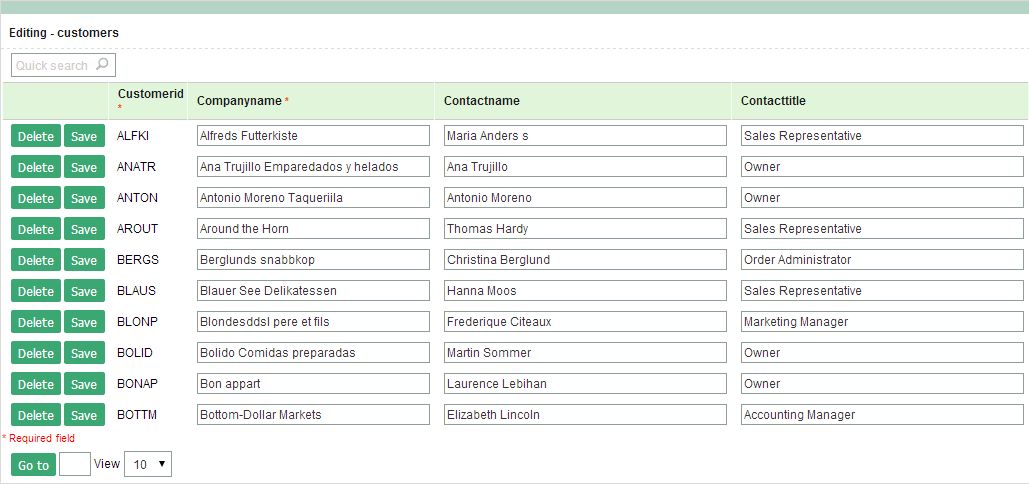 Editing - customers
Quick search
Customerid * Companyname * Contactname Contacttitle
Delete Save ALFKI Alfreds Futterkiste Maria Anders s Sales Representative
Delete Save ANATR Ana Trujillo Emparedados y helados Ana Trujillo Owner
Delete Save ANTON Antonio Moreno Taqueriila Antonio Moreno Owner
Delete Save AROUT Around the Horn Thomas Hardy Sales Representative
Delete Save BERGS Berglunds snabbkop Christina Berglund Order Administrator
Delete Save BLAUS Blauer See Delikatessen Hanna Moos Sales Representative
Delete Save BLONP Blondesddsl pere et fils Frederique Citeaux Marketing Manager
Delete Save BOLID Bolido Comidas preparadas Martin Sommer Owner
Delete Save BONAP Bon appart Laurence Lebihan Owner
Delete Save BOTTM Bottom-Dollar Markets Elizabeth Lincoln Accounting Manager
* Required field
Go to View 10